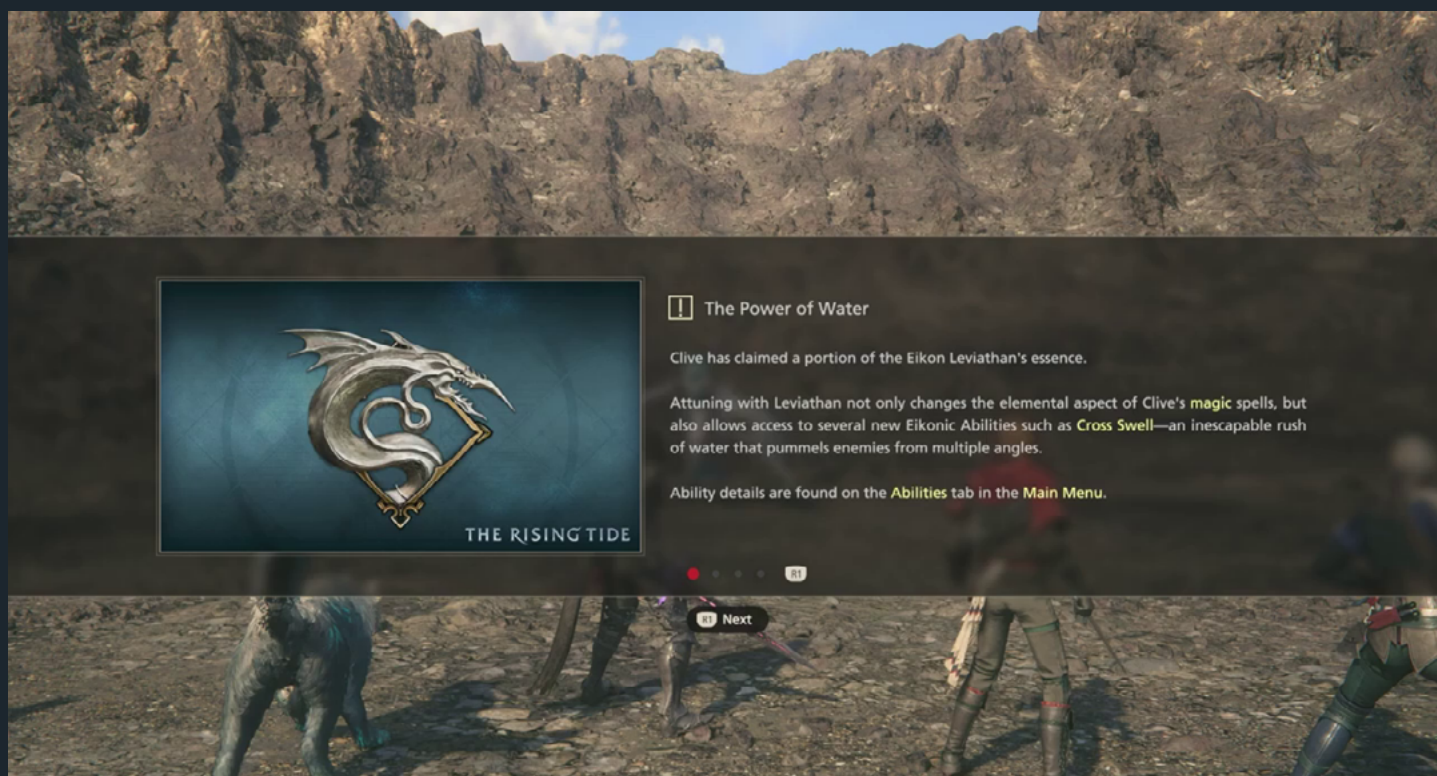 ! The Power of Water
Clive has claimed a portion of the Eikon Leviathan's essence.
Attuning with Leviathan not only changes the elemental aspect of Clive's magic spells, but
also allows access to several new Eikonic Abilities such as Cross Swell—an inescapable rush
of water that pummels enemies from multiple angles.
Ability details are found on the Abilities tab in the Main Menu.
THE RISING TIDE
R1
R1 Next